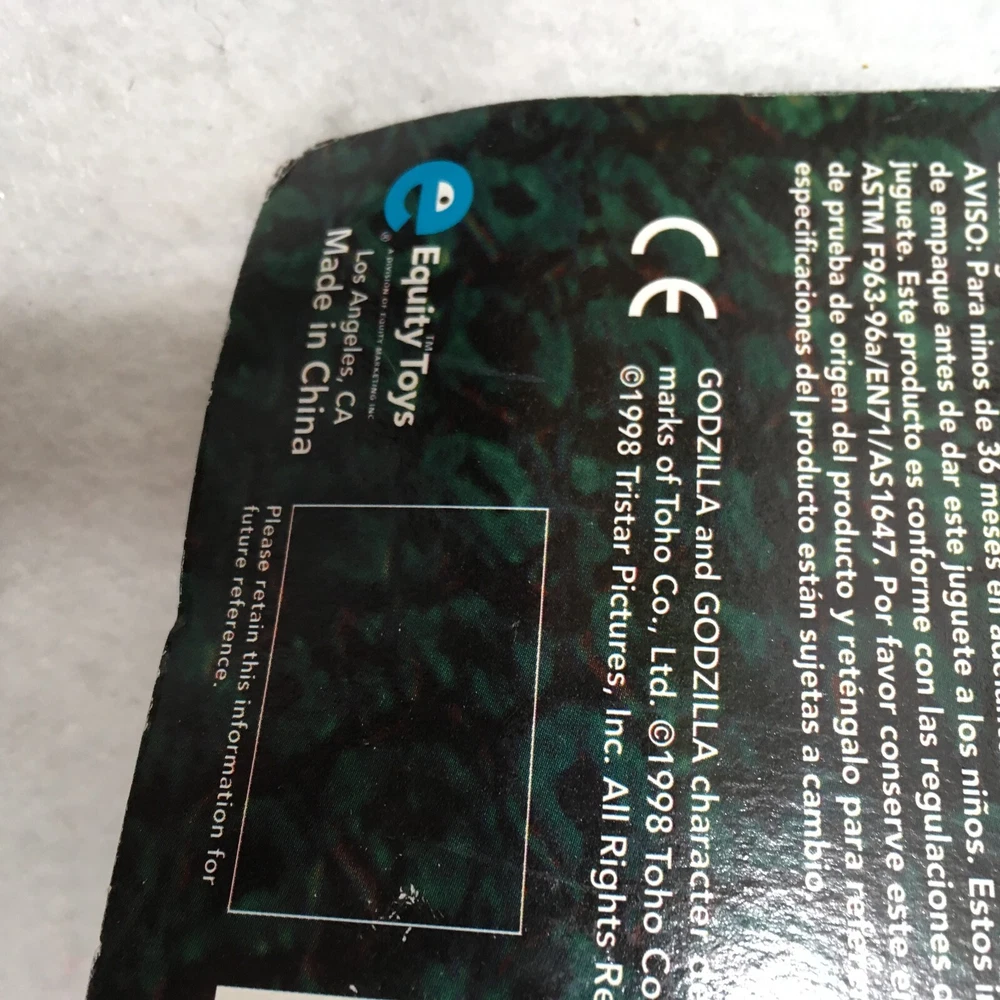 AVISO: Para ninos de 36 meses en
de empaque antes de dar este juguete a los niños. Estos
juguete. Este producto es conforme con las regulaciones
ASTM F963-96a/EN71/AS1647. Por favor conserve este
de prueba de origen del producto y reténgalo para
especificaciones del producto están sujetas a cambio.
CE
GODZILLA and GODZILLA character
marks of Toho Co., Ltd. ©1998 Toho Co
©1998 Tristar Pictures, Inc. All Rights Re
e Equity™Toys
® A DIVISION OF EQUITY MARKETING INC
Los Angeles, CA
Made in China
Please retain this information for
future reference.